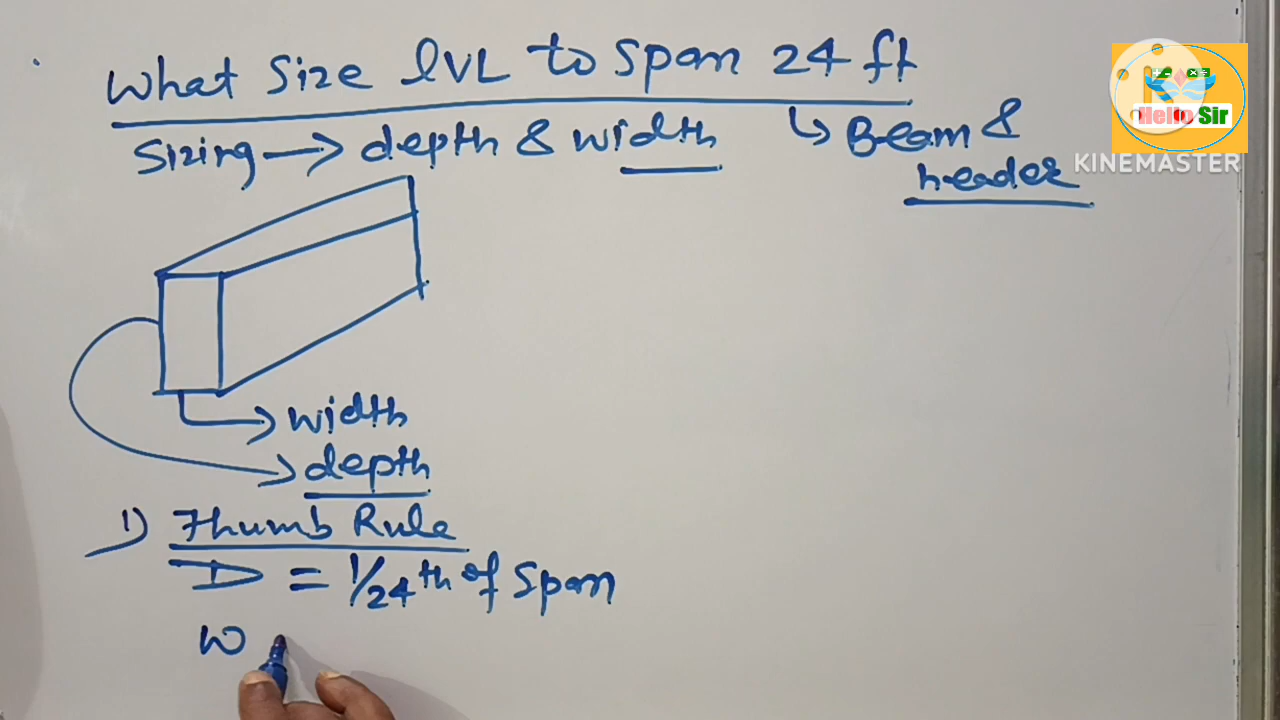 What Size lVL to Span 24 ft
Sizing → depth & width
↳ Beam &
header
width
depth
1) Thumb Rule
D = 1/24th of Span
W
Hello Sir
KINEMASTER